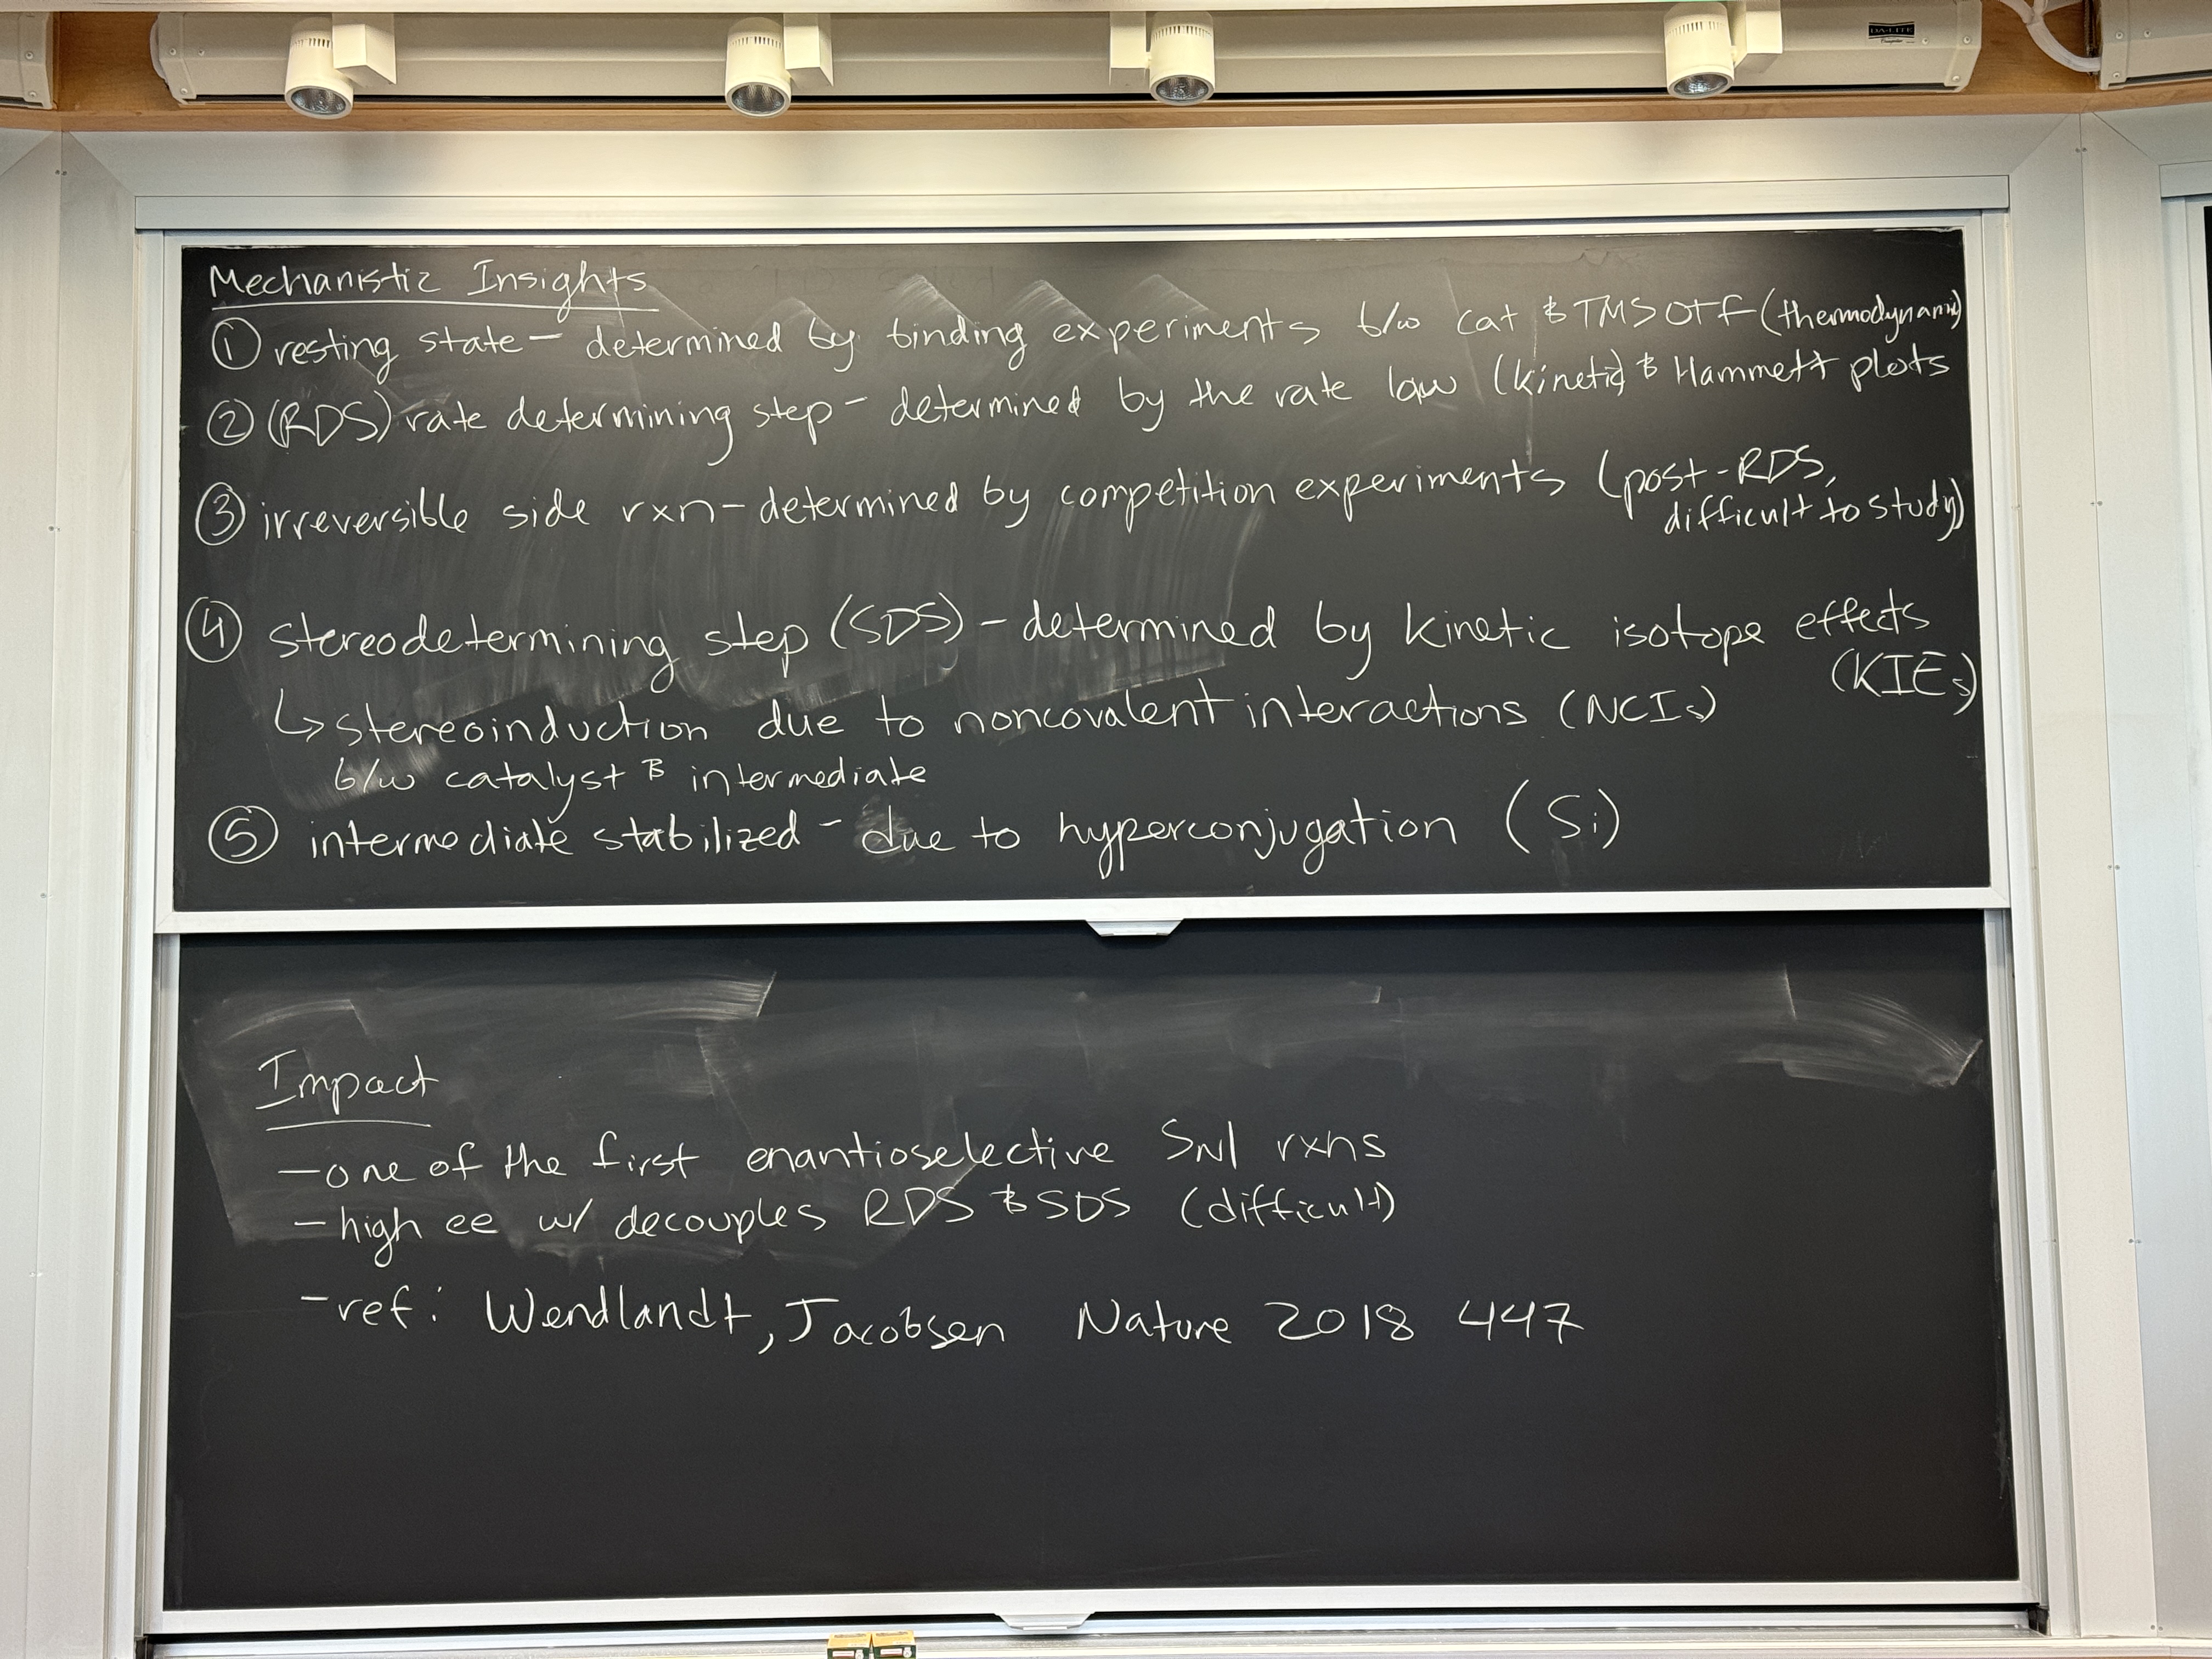 DA-LITE
Mechanistic Insights
① resting state — determined by binding experiments b/w cat & TMSOTf (thermodynamic)
② (RDS) rate determining step - determined by the rate law (kinetic) & Hammett plots
③ irreversible side rxn - determined by competition experiments (post-RDS,
difficult to study)
④ stereodetermining step (SDS) - determined by kinetic isotope effects
(KIEs)
↳ stereoinduction due to noncovalent interactions (NCIs)
b/w catalyst & intermediate
⑤ intermediate stabilized - due to hyperconjugation (Si)
Impact
- one of the first enantioselective SN1 rxns
- high ee w/ decouples RDS & SDS (difficult)
- ref: Wendlandt, Jacobsen Nature 2018 447